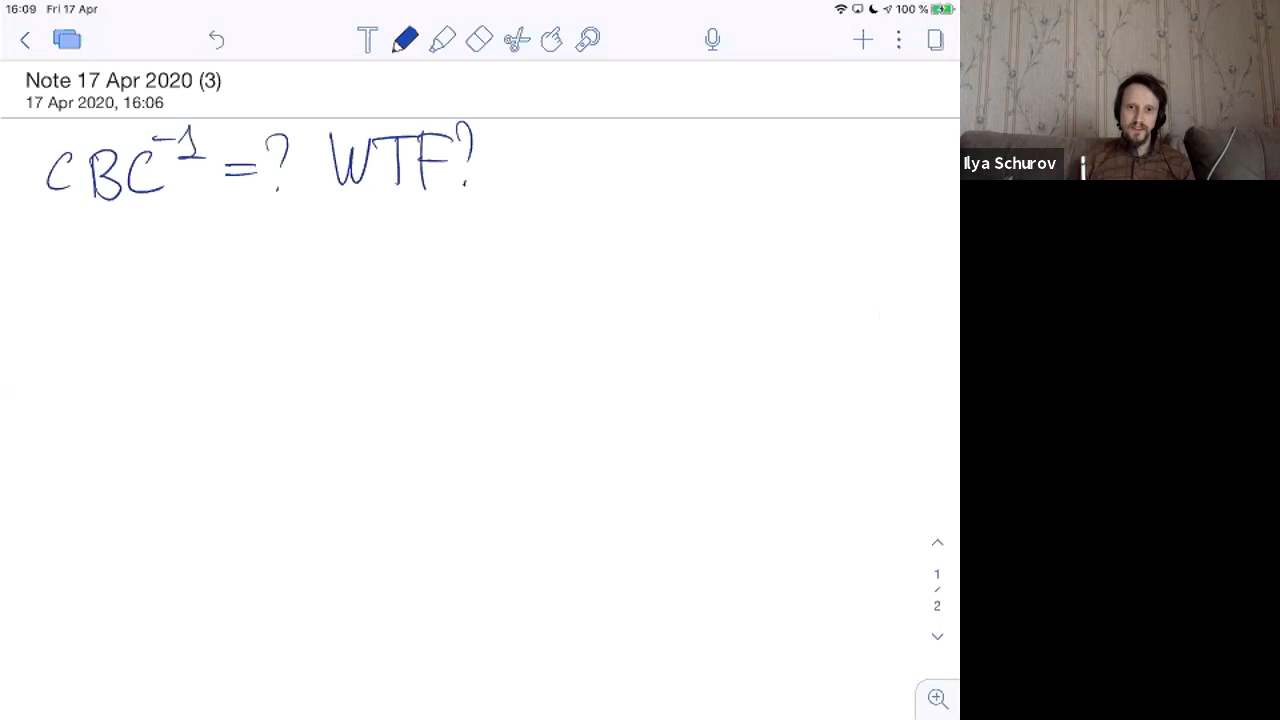 16:09 Fri 17 Apr 100 %
T
Note 17 Apr 2020 (3)
17 Apr 2020, 16:06
CBC⁻¹ = ? WTF?
Ilya Schurov
1
/
2